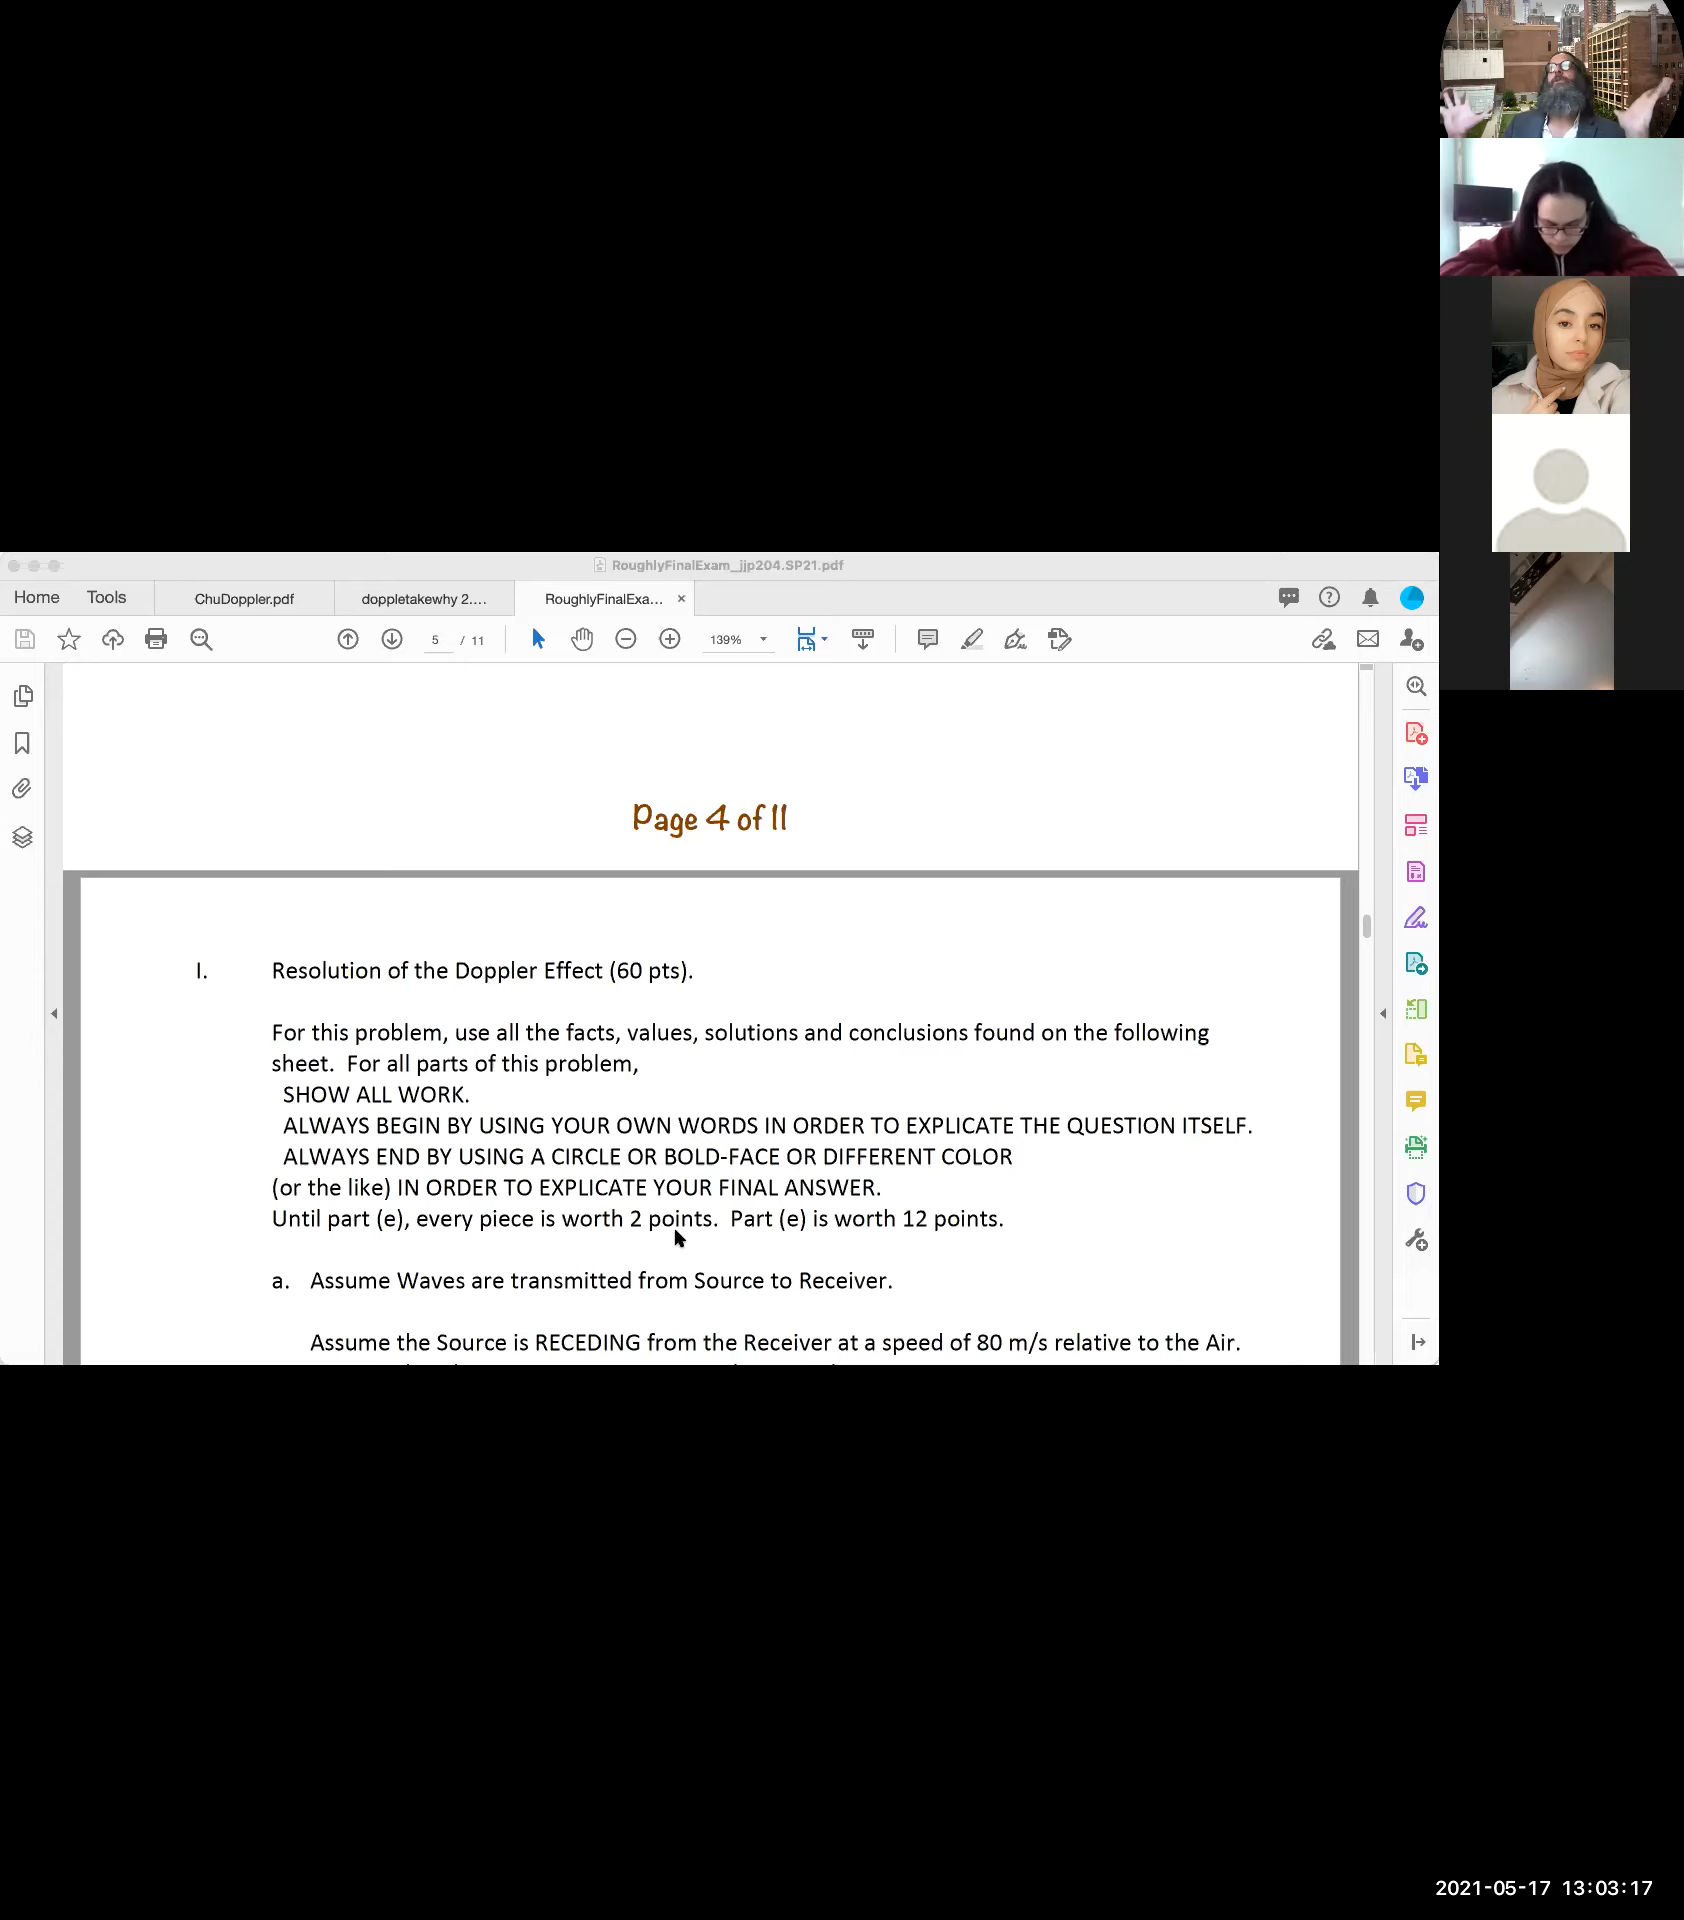 RoughlyFinalExam_jjp204.SP21.pdf
Home Tools ChuDoppler.pdf doppletakewhy 2.... RoughlyFinalExa... ×
5 / 11 139%
Page 4 of 11
I. Resolution of the Doppler Effect (60 pts).
For this problem, use all the facts, values, solutions and conclusions found on the following
sheet. For all parts of this problem,
SHOW ALL WORK.
ALWAYS BEGIN BY USING YOUR OWN WORDS IN ORDER TO EXPLICATE THE QUESTION ITSELF.
ALWAYS END BY USING A CIRCLE OR BOLD-FACE OR DIFFERENT COLOR
(or the like) IN ORDER TO EXPLICATE YOUR FINAL ANSWER.
Until part (e), every piece is worth 2 points. Part (e) is worth 12 points.
a. Assume Waves are transmitted from Source to Receiver.
Assume the Source is RECEDING from the Receiver at a speed of 80 m/s relative to the Air.
2021-05-17 13:03:17